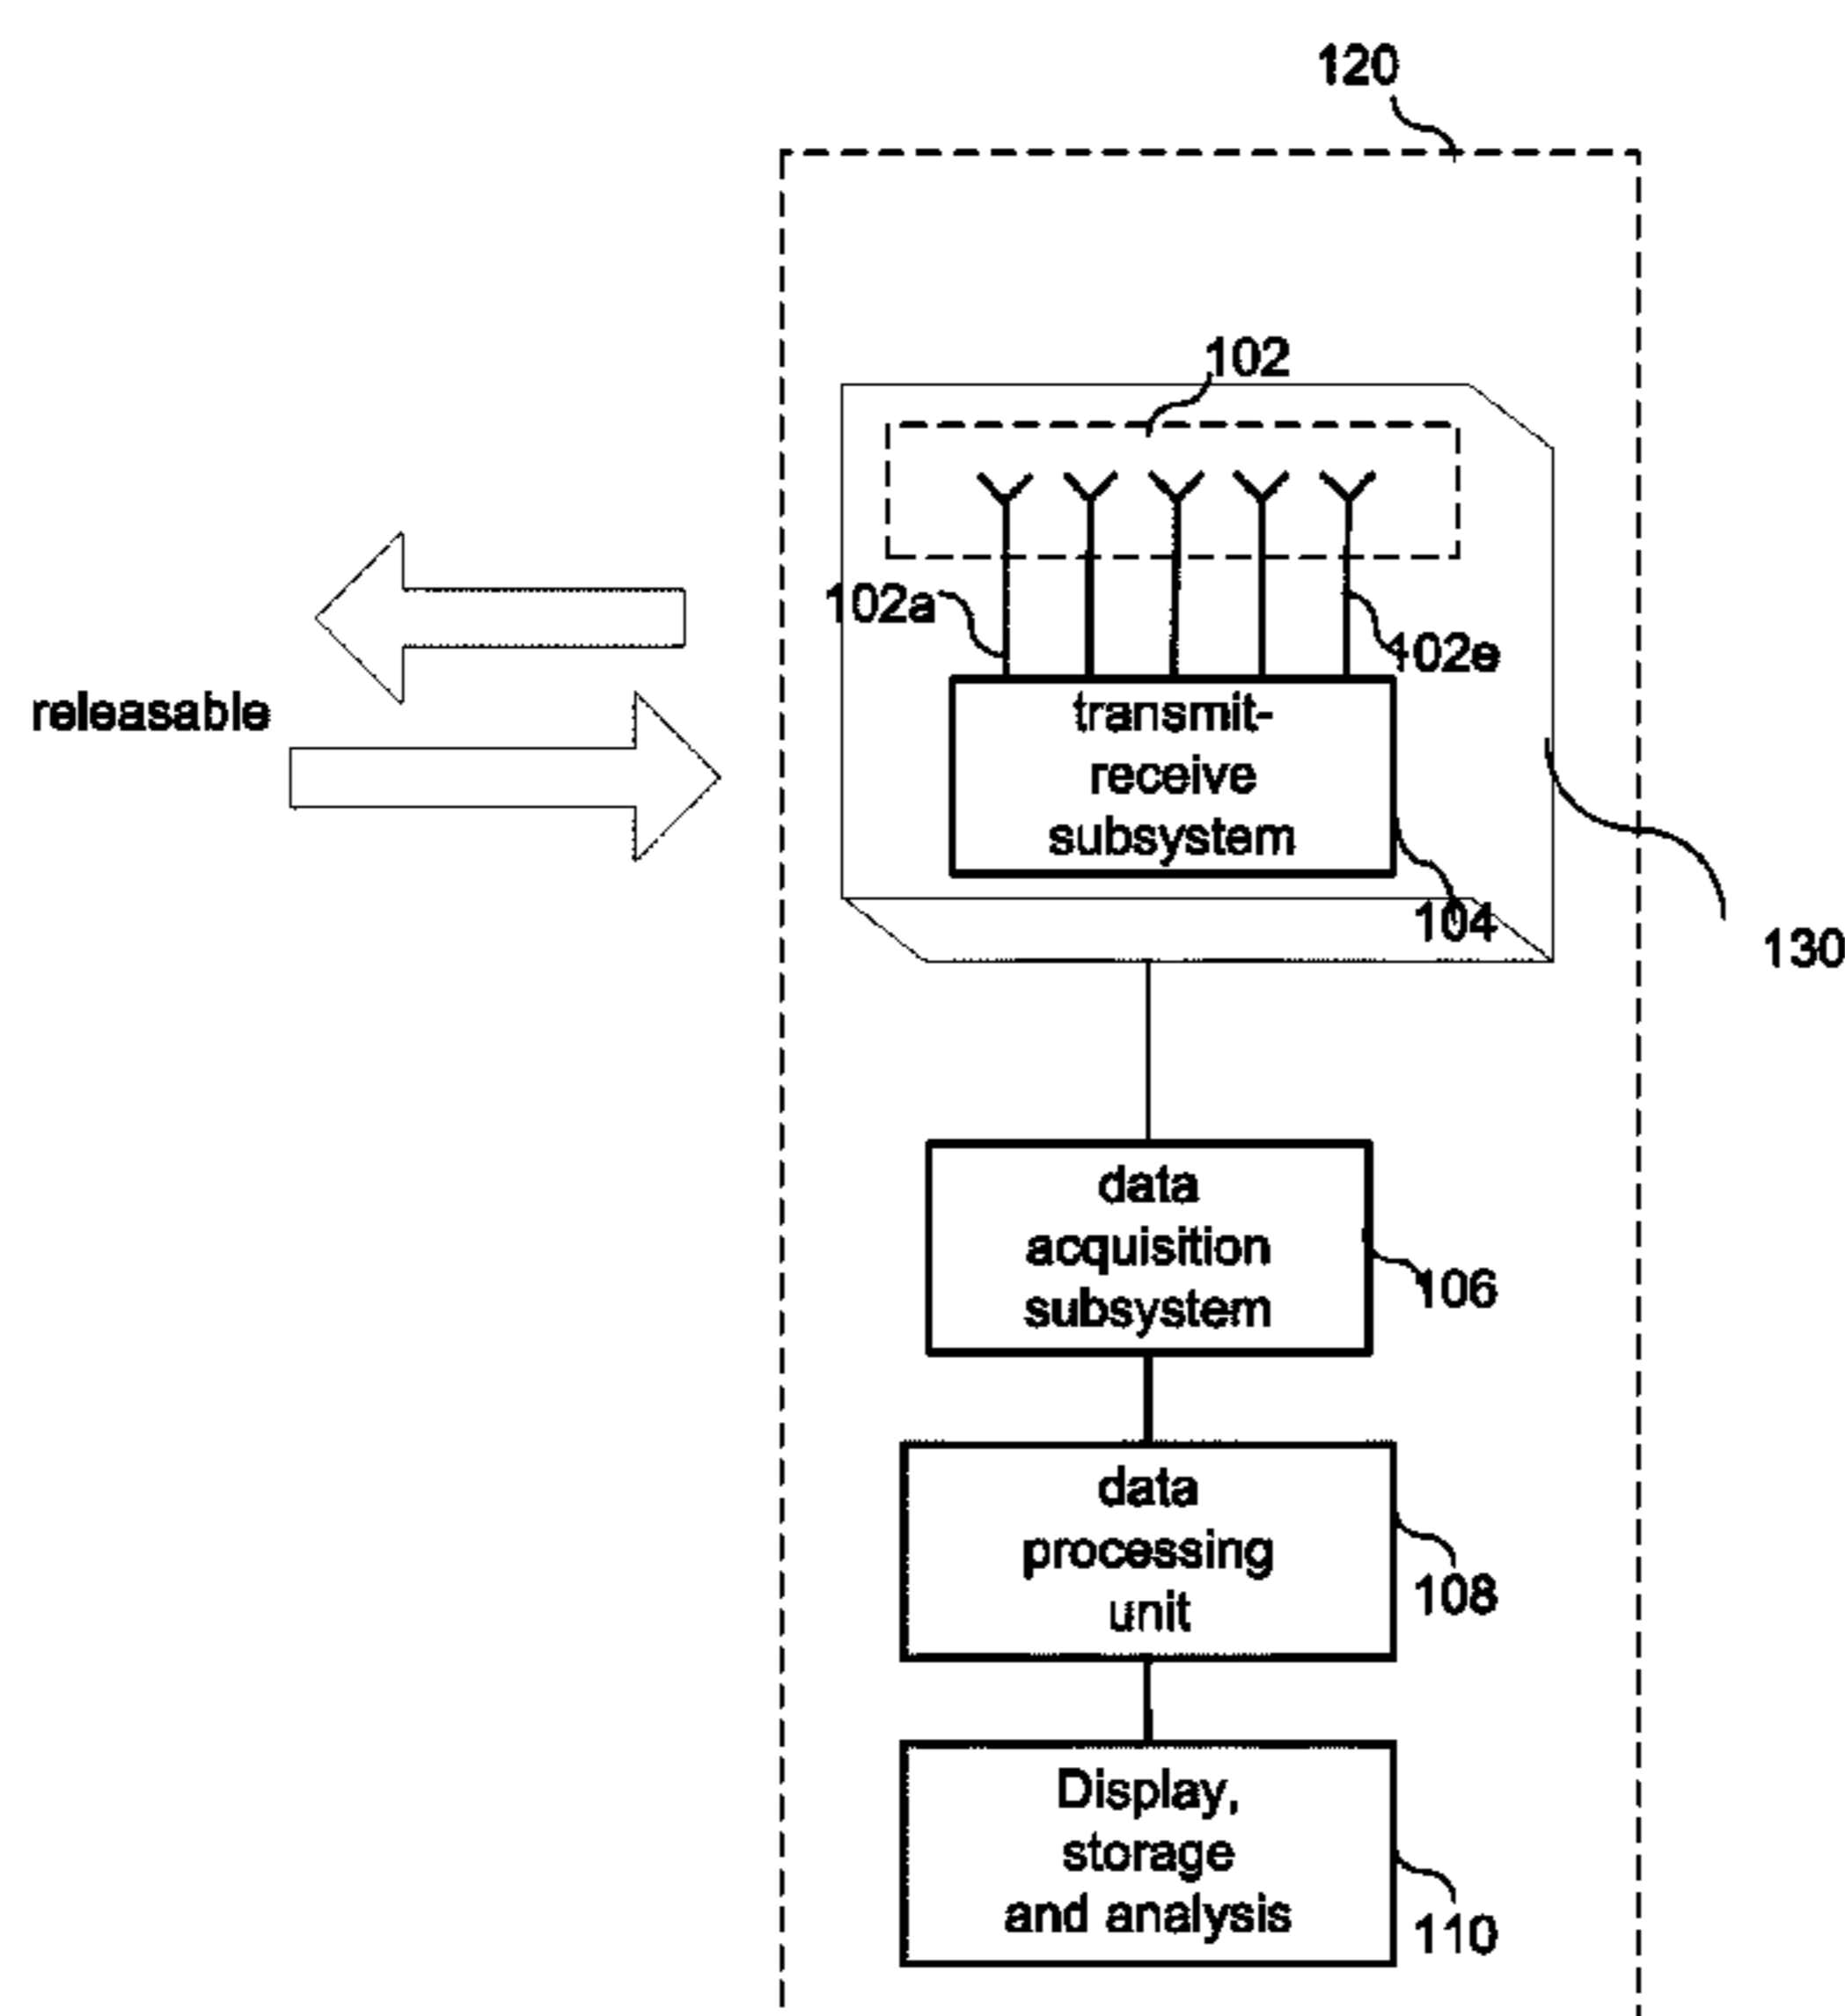 120
102
102a
102e
transmit-
receive
subsystem
releasable
104
130
data
acquisition
subsystem
106
data
processing
unit
108
Display,
storage
and analysis
110